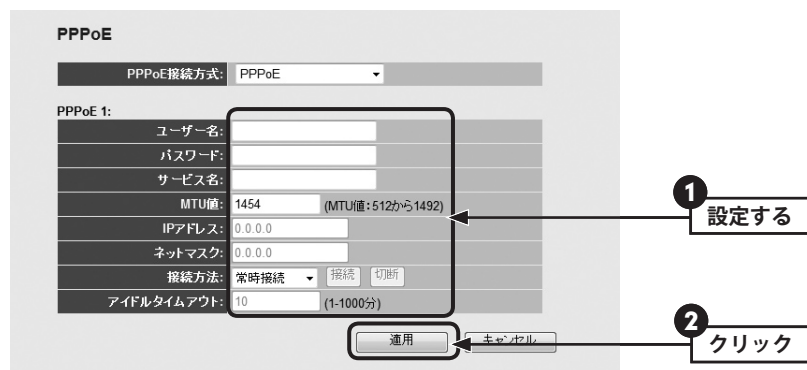 PPPoE
PPPoE接続方式: PPPoE
PPPoE 1:
ユーザー名:
パスワード:
サービス名:
MTU値: 1454 (MTU値：512から1492)
IPアドレス: 0.0.0.0
ネットマスク: 0.0.0.0
接続方法: 常時接続 接続 切断
アイドルタイムアウト: 10 (1-1000分)
適用 キャンセル
1 設定する
2 クリック